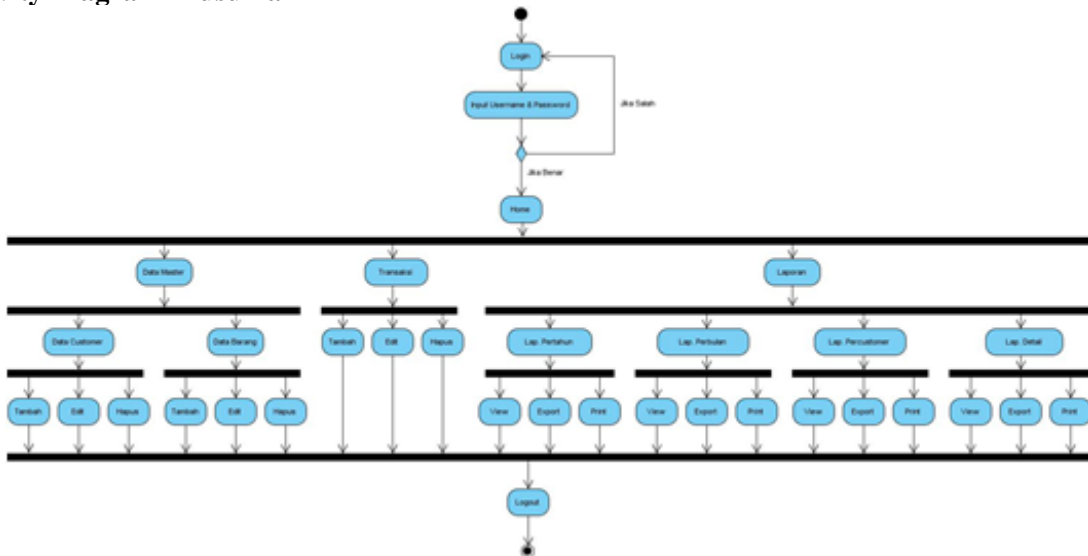 Login
Input Username & Password
Jika Salah
Jika Benar
Home
Data Master
Transaksi
Laporan
Data Customer
Data Barang
Tambah
Edit
Hapus
Lap. Pertahun
Lap. Perbulan
Lap. Percustomer
Lap. Detail
Tambah
Edit
Hapus
Tambah
Edit
Hapus
View
Export
Print
View
Export
Print
View
Export
Print
View
Export
Print
Logout